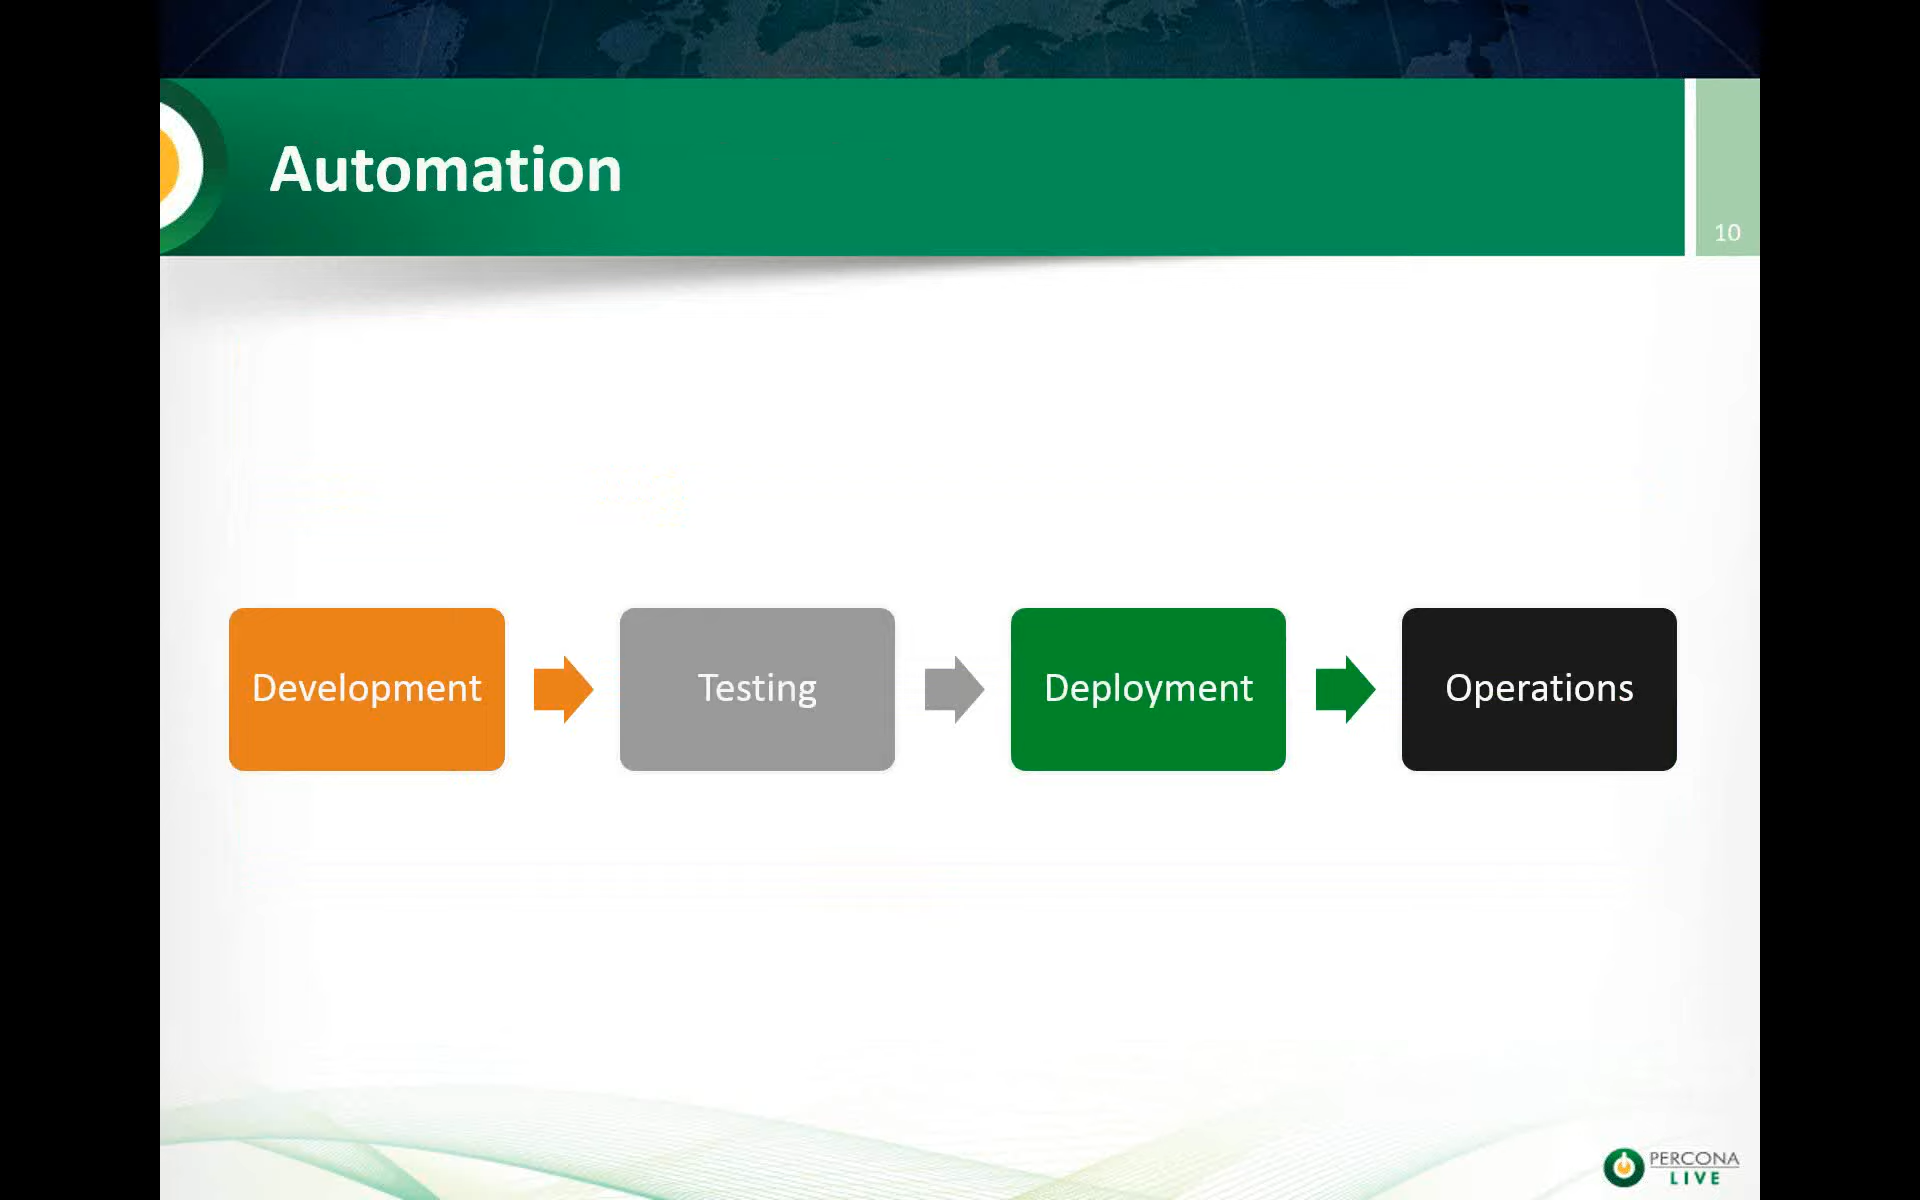 Automation
10
Development
Testing
Deployment
Operations
PERCONA
LIVE